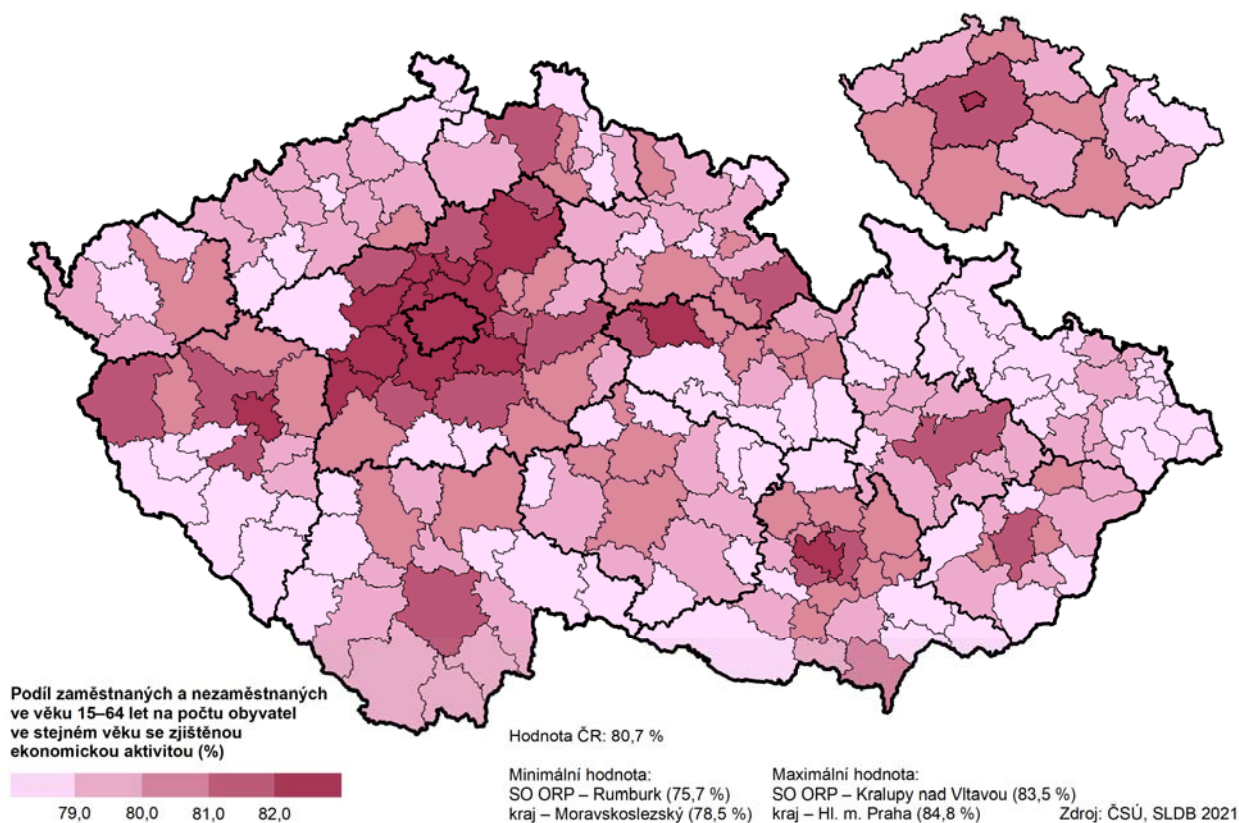 Podíl zaměstnaných a nezaměstnaných
ve věku 15–64 let na počtu obyvatel
ve stejném věku se zjištěnou
ekonomickou aktivitou (%)
79,0 80,0 81,0 82,0
Hodnota ČR: 80,7 %
Minimální hodnota:
SO ORP – Rumburk (75,7 %)
kraj – Moravskoslezský (78,5 %)
Maximální hodnota:
SO ORP – Kralupy nad Vltavou (83,5 %)
kraj – Hl. m. Praha (84,8 %)
Zdroj: ČSÚ, SLDB 2021